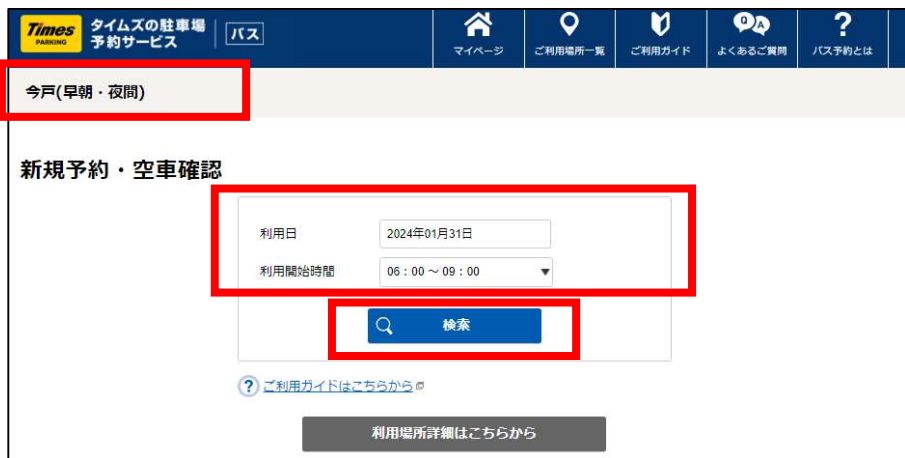 Times
PARKING
タイムズの駐車場
予約サービス
バス
マイページ
ご利用場所一覧
ご利用ガイド
Q A
よくあるご質問
?
バス予約とは
今戸(早朝・夜間)
新規予約・空車確認
利用日
2024年01月31日
利用開始時間
06:00 ~ 09:00
検索
? ご利用ガイドはこちらから
利用場所詳細はこちらから